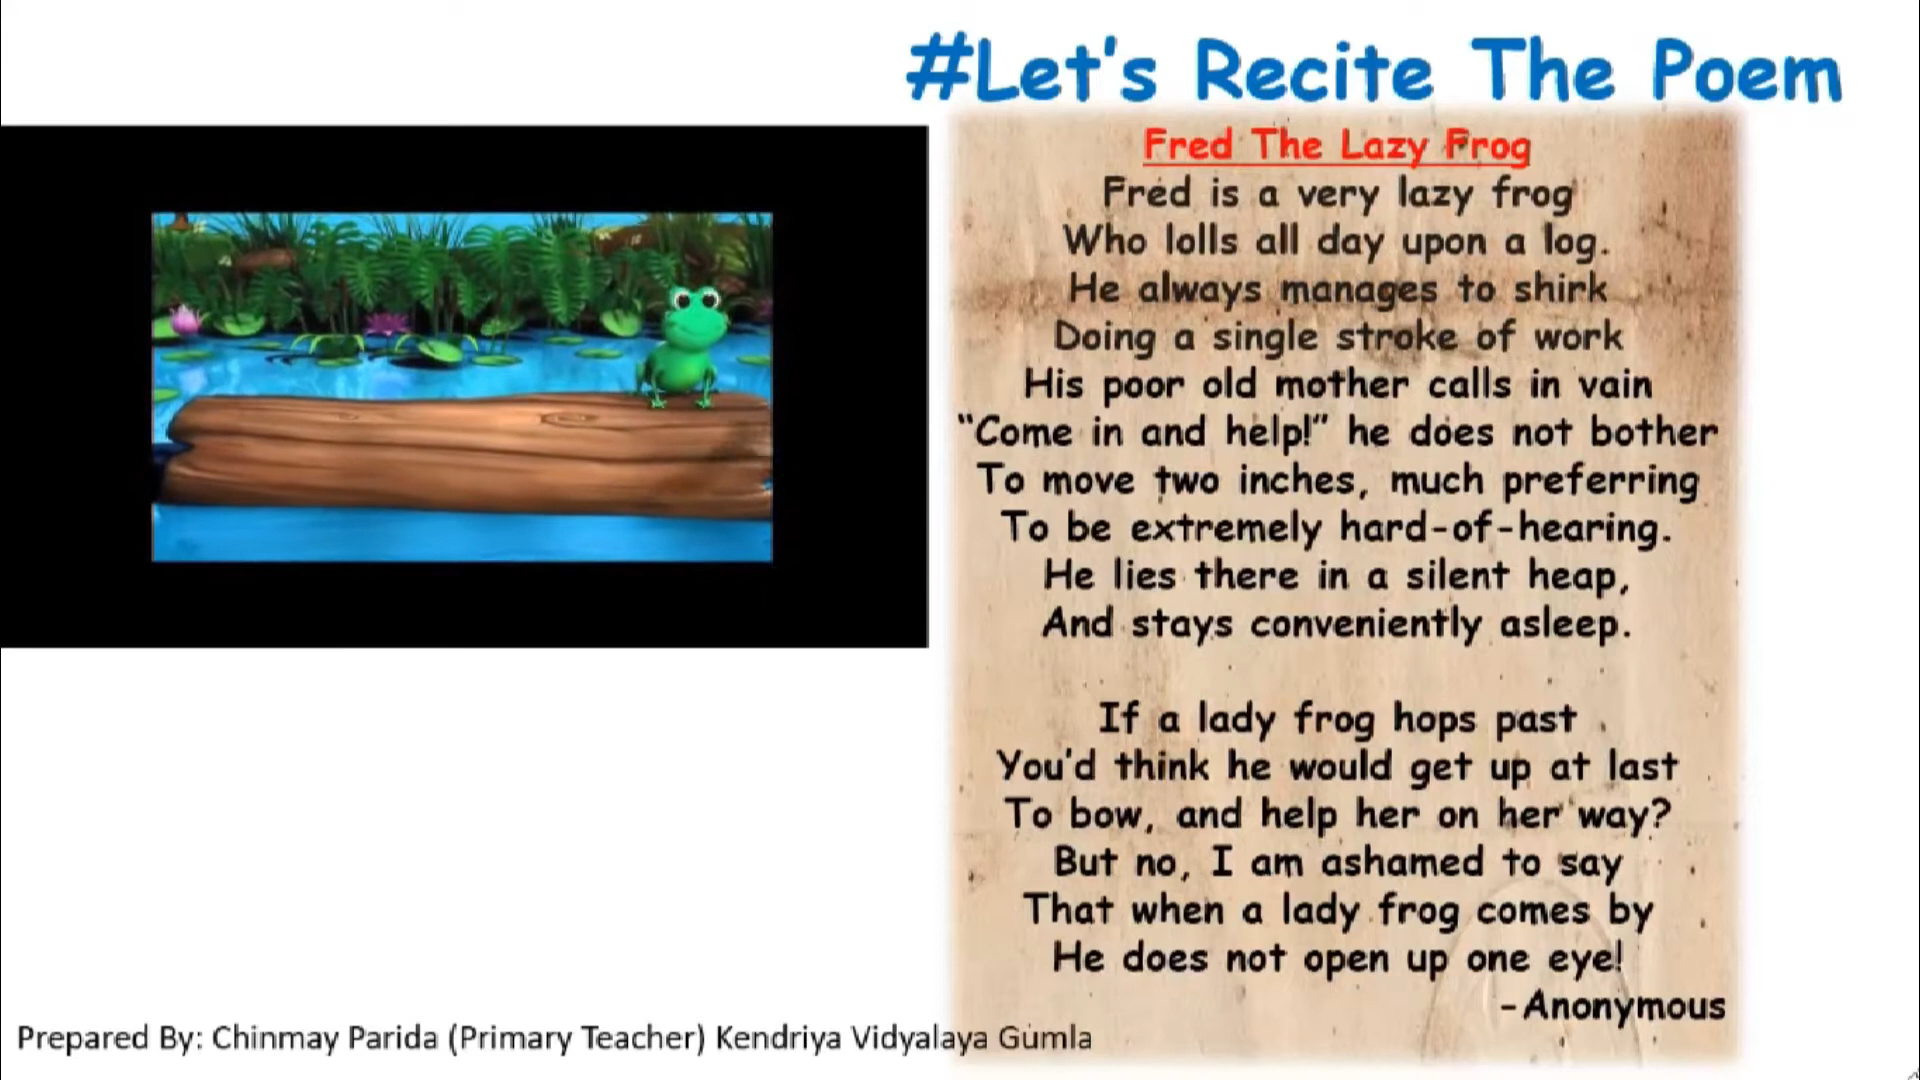 #Let's Recite The Poem
Fred The Lazy Frog
Fred is a very lazy frog
Who lolls all day upon a log.
He always manages to shirk
Doing a single stroke of work
His poor old mother calls in vain
“Come in and help!” he does not bother
To move two inches, much preferring
To be extremely hard-of-hearing.
He lies there in a silent heap,
And stays conveniently asleep.
If a lady frog hops past
You'd think he would get up at last
To bow, and help her on her way?
But no, I am ashamed to say
That when a lady frog comes by
He does not open up one eye!
-Anonymous
Prepared By: Chinmay Parida (Primary Teacher) Kendriya Vidyalaya Gumla